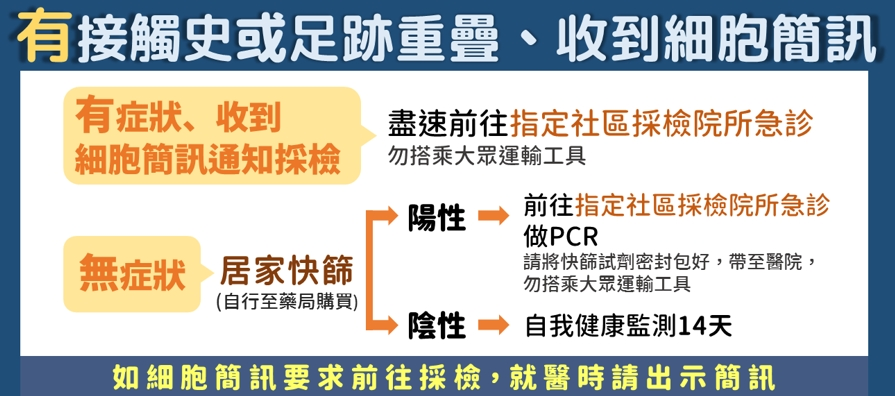 有接觸史或足跡重疊、收到細胞簡訊
有症狀、收到
細胞簡訊通知採檢
盡速前往指定社區採檢院所急診
勿搭乘大眾運輸工具
無症狀
居家快篩
(自行至藥局購買)
陽性
前往指定社區採檢院所急診
做PCR
請將快篩試劑密封包好，帶至醫院，
勿搭乘大眾運輸工具
陰性
自我健康監測14天
如細胞簡訊要求前往採檢，就醫時請出示簡訊